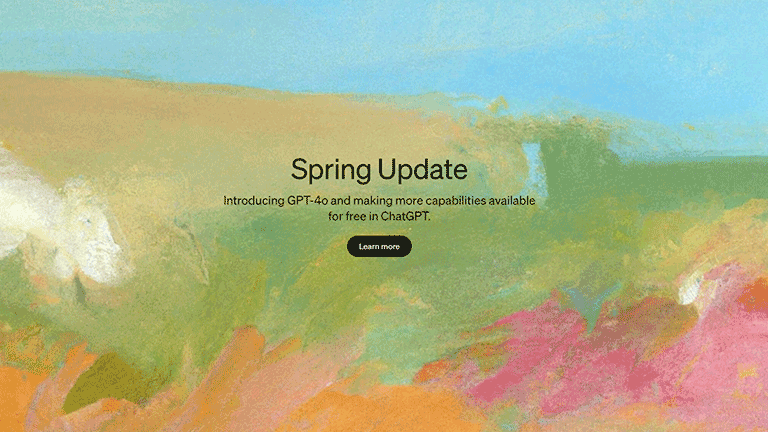 Spring Update
Introducing GPT-4o and making more capabilities available
for free in ChatGPT.
Learn more